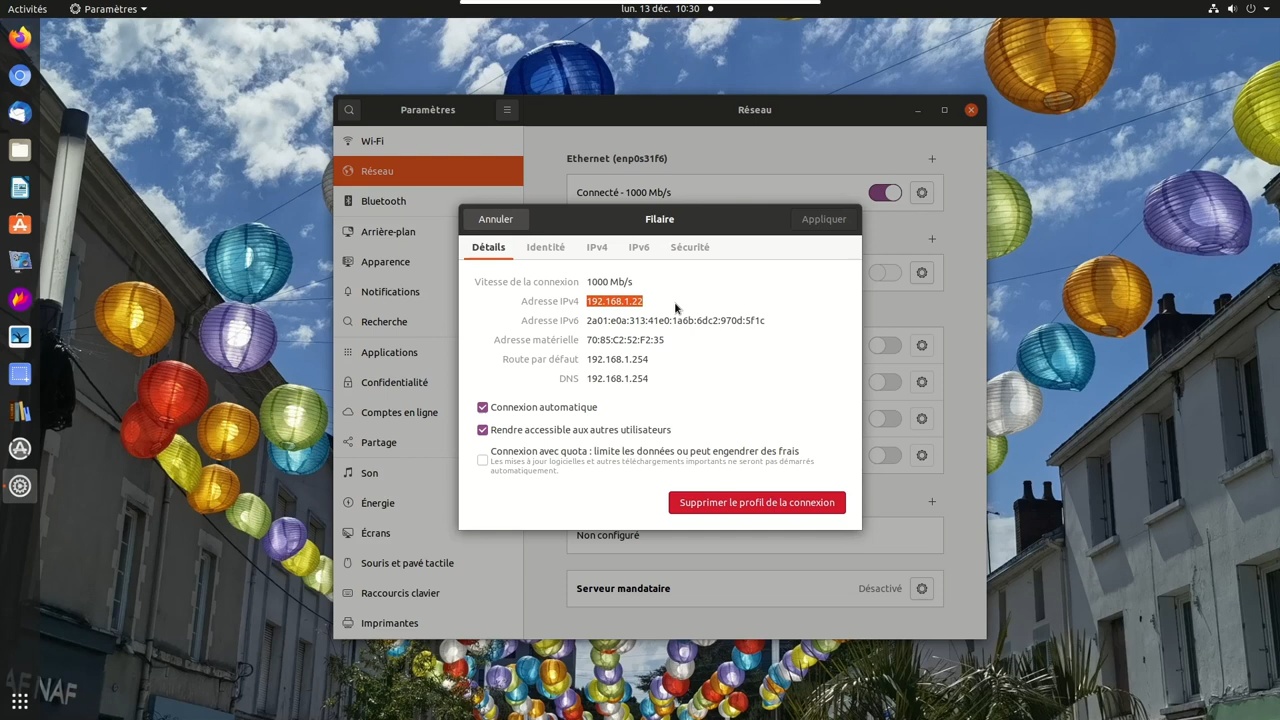 Activités
Paramètres
lun. 13 déc. 10:30
Paramètres
Réseau
Wi-Fi
Réseau
Bluetooth
Arrière-plan
Apparence
Notifications
Recherche
Applications
Confidentialité
Comptes en ligne
Partage
Son
Énergie
Écrans
Souris et pavé tactile
Raccourcis clavier
Imprimantes
Ethernet (enp0s31f6)
Connecté - 1000 Mb/s
Annuler
Filaire
Appliquer
Détails
Identité
IPv4
IPv6
Sécurité
Vitesse de la connexion 1000 Mb/s
Adresse IPv4 192.168.1.22
Adresse IPv6 2a01:e0a:313:41e0:1a6b:6dc2:970d:5f1c
Adresse matérielle 70:85:C2:52:F2:35
Route par défaut 192.168.1.254
DNS 192.168.1.254
Connexion automatique
Rendre accessible aux autres utilisateurs
Connexion avec quota : limite les données ou peut engendrer des frais
Les mises à jour logicielles et autres téléchargements importants ne seront pas démarrés
automatiquement.
Supprimer le profil de la connexion
Non configuré
Serveur mandataire
Désactivé
NAF